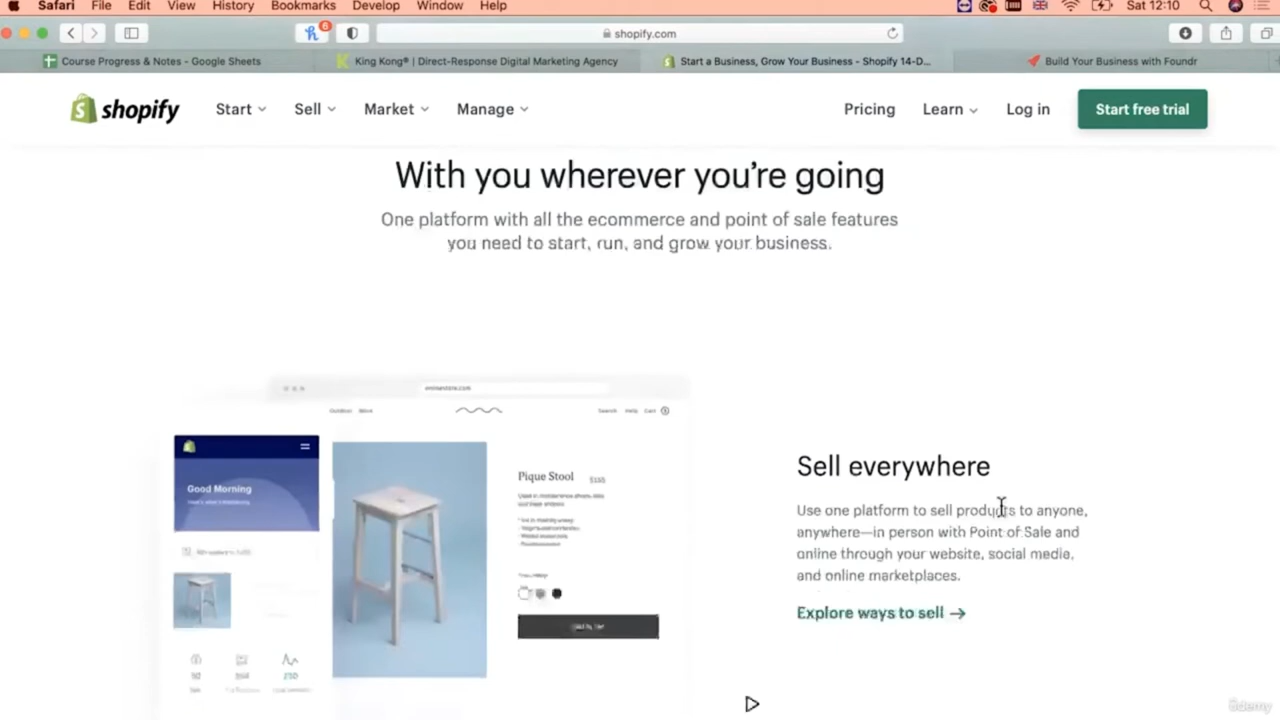 Safari File Edit View History Bookmarks Develop Window Help Sat 12:10
6
shopify.com
Course Progress & Notes - Google Sheets King Kong® | Direct-Response Digital Marketing Agency Start a Business, Grow Your Business - Shopify 14-D... Build Your Business with Foundr
shopify Start Sell Market Manage Pricing Learn Log in Start free trial
With you wherever you're going
One platform with all the ecommerce and point of sale features
you need to start, run, and grow your business.
Search Help Cart
Good Morning
Pique Stool
Sell everywhere
Use one platform to sell products to anyone,
anywhere—in person with Point of Sale and
online through your website, social media,
and online marketplaces.
Explore ways to sell →
ûdemy